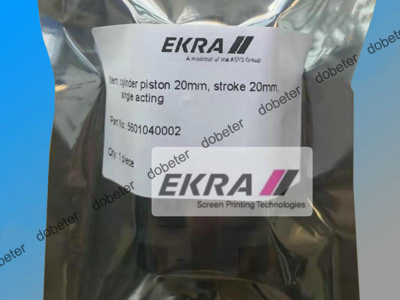 EKRA
A member of the ASYS Group
Item: cylinder piston 20mm, stroke 20mm,
single acting
Part No.: 5601040002
Qty: 1 piece
EKRA
Screen Printing Technologies
dobeter
dobeter
dobeter
dobeter
dobeter
dobeter
dobeter
dobeter